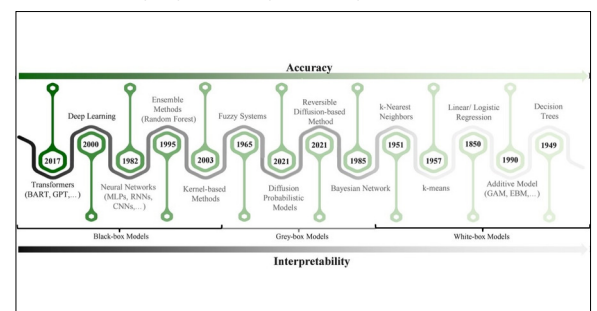 Accuracy
Deep Learning
Ensemble
Methods
(Random Forest)
Fuzzy Systems
Reversible
Diffusion-based
Method
k-Nearest
Neighbors
Linear/ Logistic
Regression
Decision
Trees
2017
2000
1982
1995
2003
1965
2021
2021
1985
1951
1957
1850
1990
1949
Transformers
(BART, GPT,...)
Neural Networks
(MLPs, RNNs,
CNNs,...)
Kernel-based
Methods
Diffusion
Probabilistic
Models
Bayesian Network
k-means
Additive Model
(GAM, EBM,...)
Black-box Models
Grey-box Models
White-box Models
Interpretability